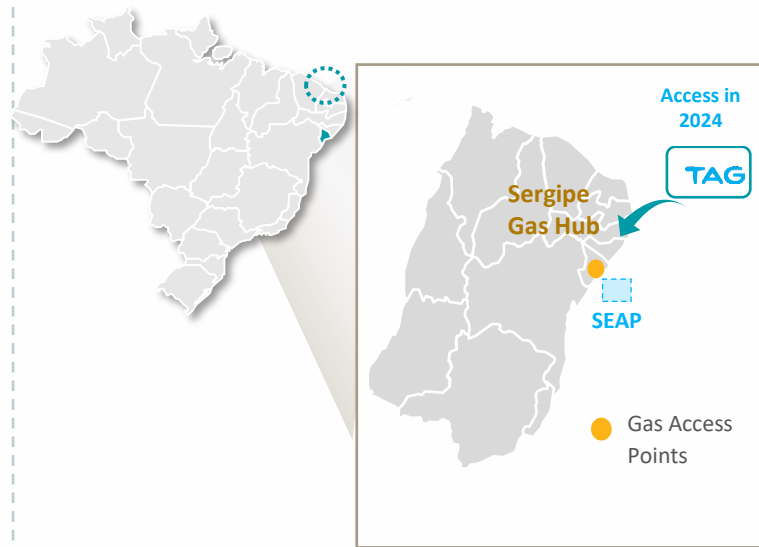 Access in
2024
TAG
Sergipe
Gas Hub
SEAP
Gas Access
Points